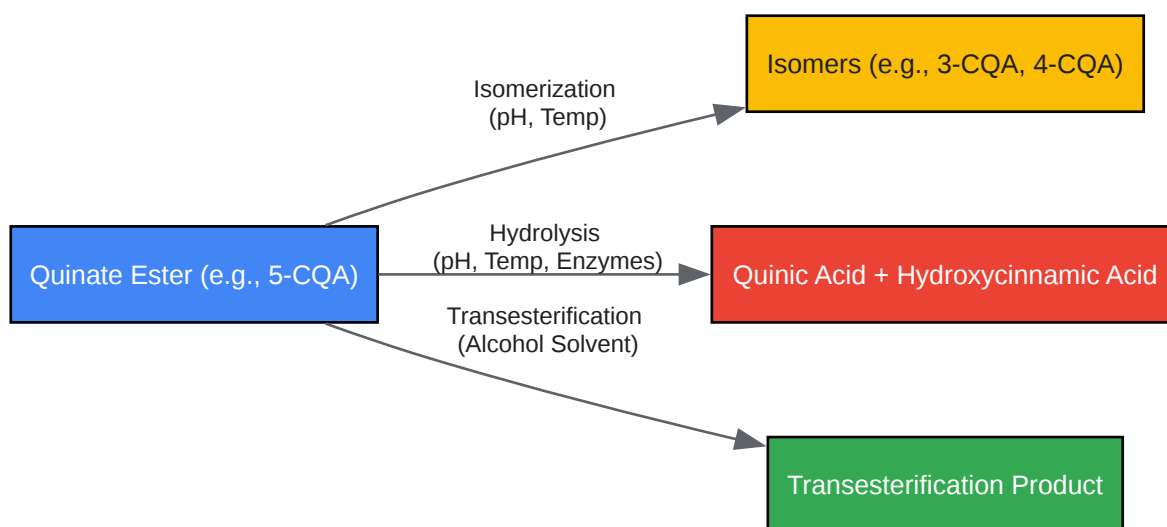 Isomers (e.g., 3-CQA, 4-CQA)
Isomerization
(pH, Temp)
Quinate Ester (e.g., 5-CQA)
Hydrolysis
(pH, Temp, Enzymes)
Quinic Acid + Hydroxycinnamic Acid
Transesterification
(Alcohol Solvent)
Transesterification Product